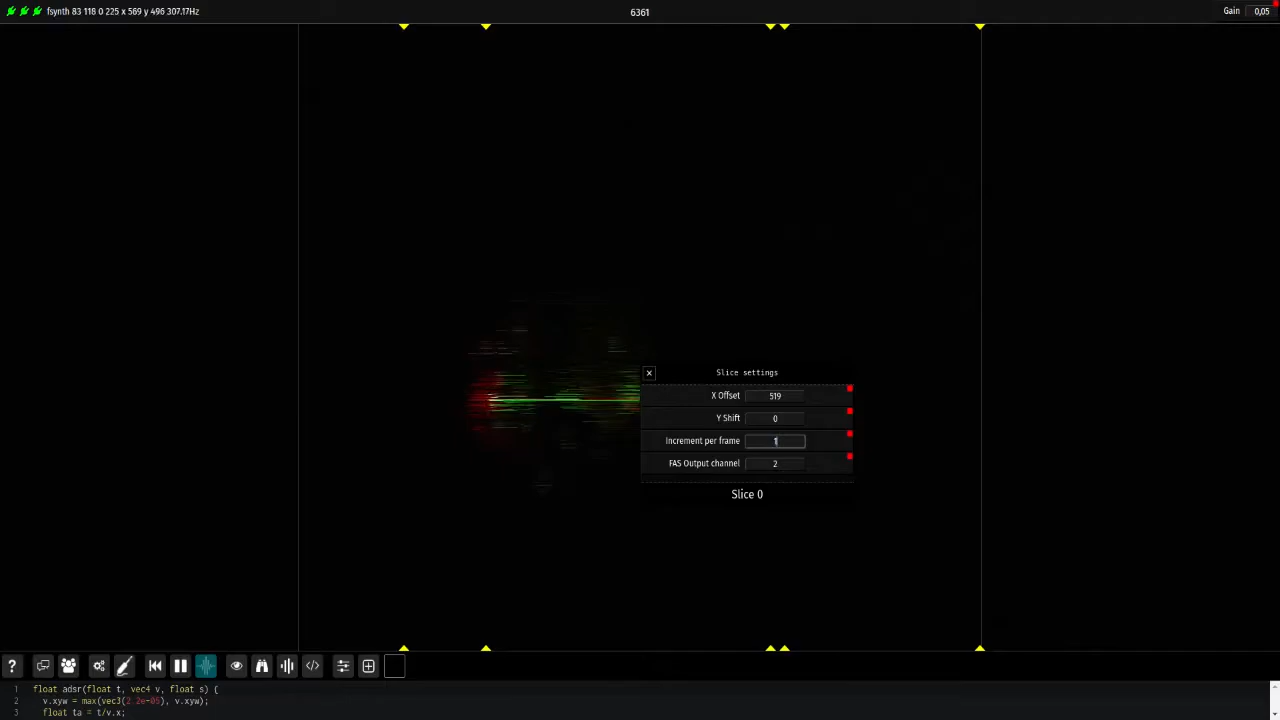 fsynth 83 118 0 225 x 569 y 496 307.17Hz
6361
Gain 0,05
Slice settings
X Offset 519
Y Shift 0
Increment per frame 1
FAS Output channel 2
Slice 0
1 float adsr(float t, vec4 v, float s) {
2 v.xyw = max(vec3(2.2e-05), v.xyw);
3 float ta = t/v.x;